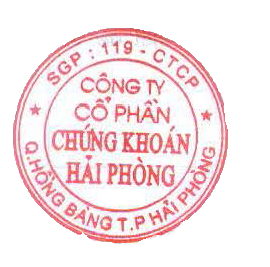 SGP : 119 - CTCP
CÔNG TY
CỔ PHẦN
CHỨNG KHOÁN
HẢI PHÒNG
Q.HỒNG BÀNG T.P HẢI PHÒNG